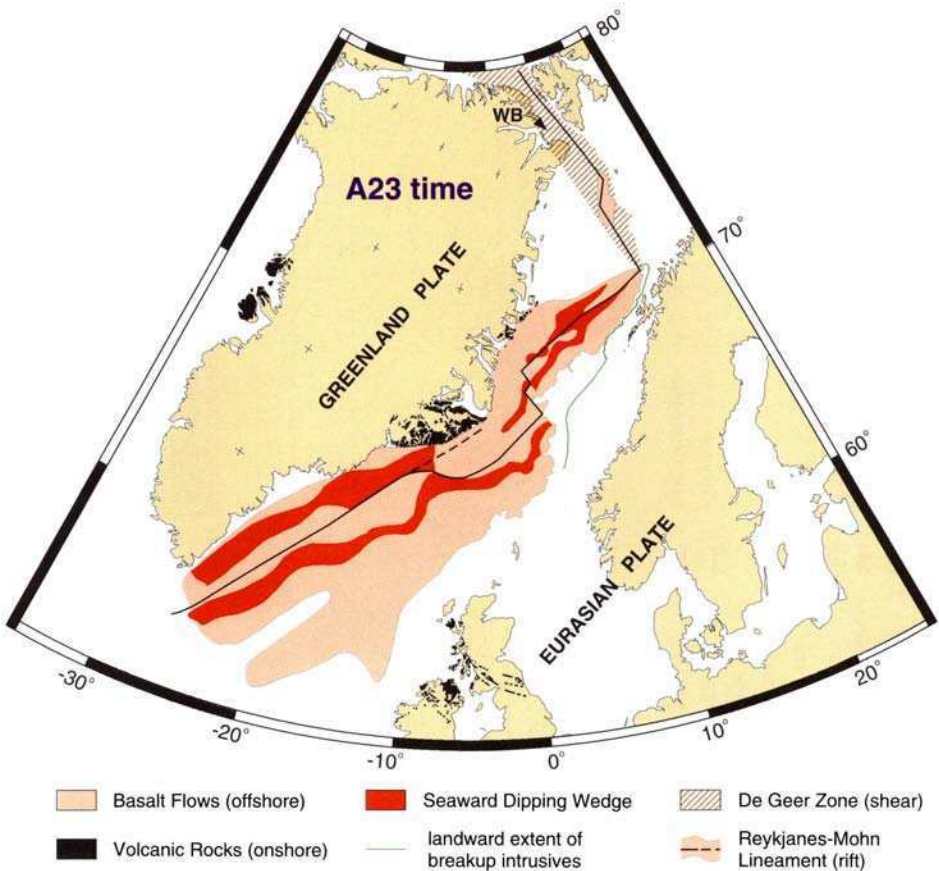 80°
WB
A23 time
70°
GREENLAND PLATE
60°
EURASIAN PLATE
-30°
-20°
-10°
0°
10°
20°
Basalt Flows (offshore)
Seaward Dipping Wedge
De Geer Zone (shear)
Volcanic Rocks (onshore)
landward extent of
breakup intrusives
Reykjanes-Mohn
Lineament (rift)